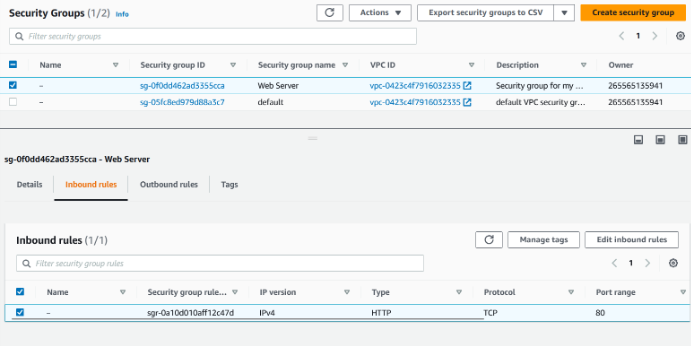 Security Groups (1/2) Info Actions Export security groups to CSV Create security group
Filter security groups 1
Name Security group ID Security group name VPC ID Description Owner
– sg-0f0dd462ad3355cca Web Server vpc-0423c4f7916032335 Security group for my ... 265565135941
– sg-05fc8ed979d88a3c7 default vpc-0423c4f7916032335 default VPC security gr... 265565135941
sg-0f0dd462ad3355cca - Web Server
Details Inbound rules Outbound rules Tags
Inbound rules (1/1) Manage tags Edit inbound rules
Filter security group rules 1
Name Security group rule... IP version Type Protocol Port range
– sgr-0a10d010aff12c47d IPv4 HTTP TCP 80